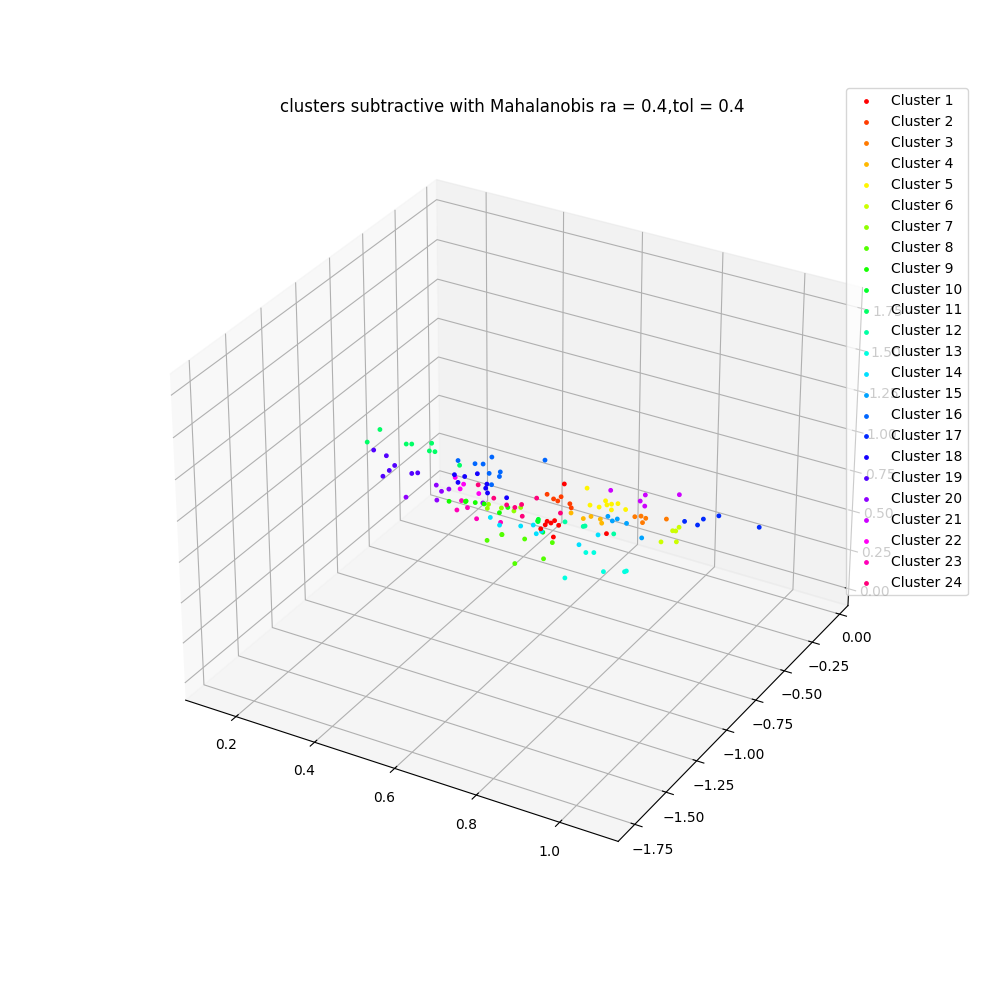 clusters subtractive with Mahalanobis ra = 0.4,tol = 0.4
Cluster 1
Cluster 2
Cluster 3
Cluster 4
Cluster 5
Cluster 6
Cluster 7
Cluster 8
Cluster 9
Cluster 10
Cluster 11
Cluster 12
Cluster 13
Cluster 14
Cluster 15
Cluster 16
Cluster 17
Cluster 18
Cluster 19
Cluster 20
Cluster 21
Cluster 22
Cluster 23
Cluster 24
1.75
1.50
1.25
1.00
0.75
0.50
0.25
0.00
0.00
−0.25
−0.50
−0.75
−1.00
−1.25
−1.50
−1.75
0.2
0.4
0.6
0.8
1.0